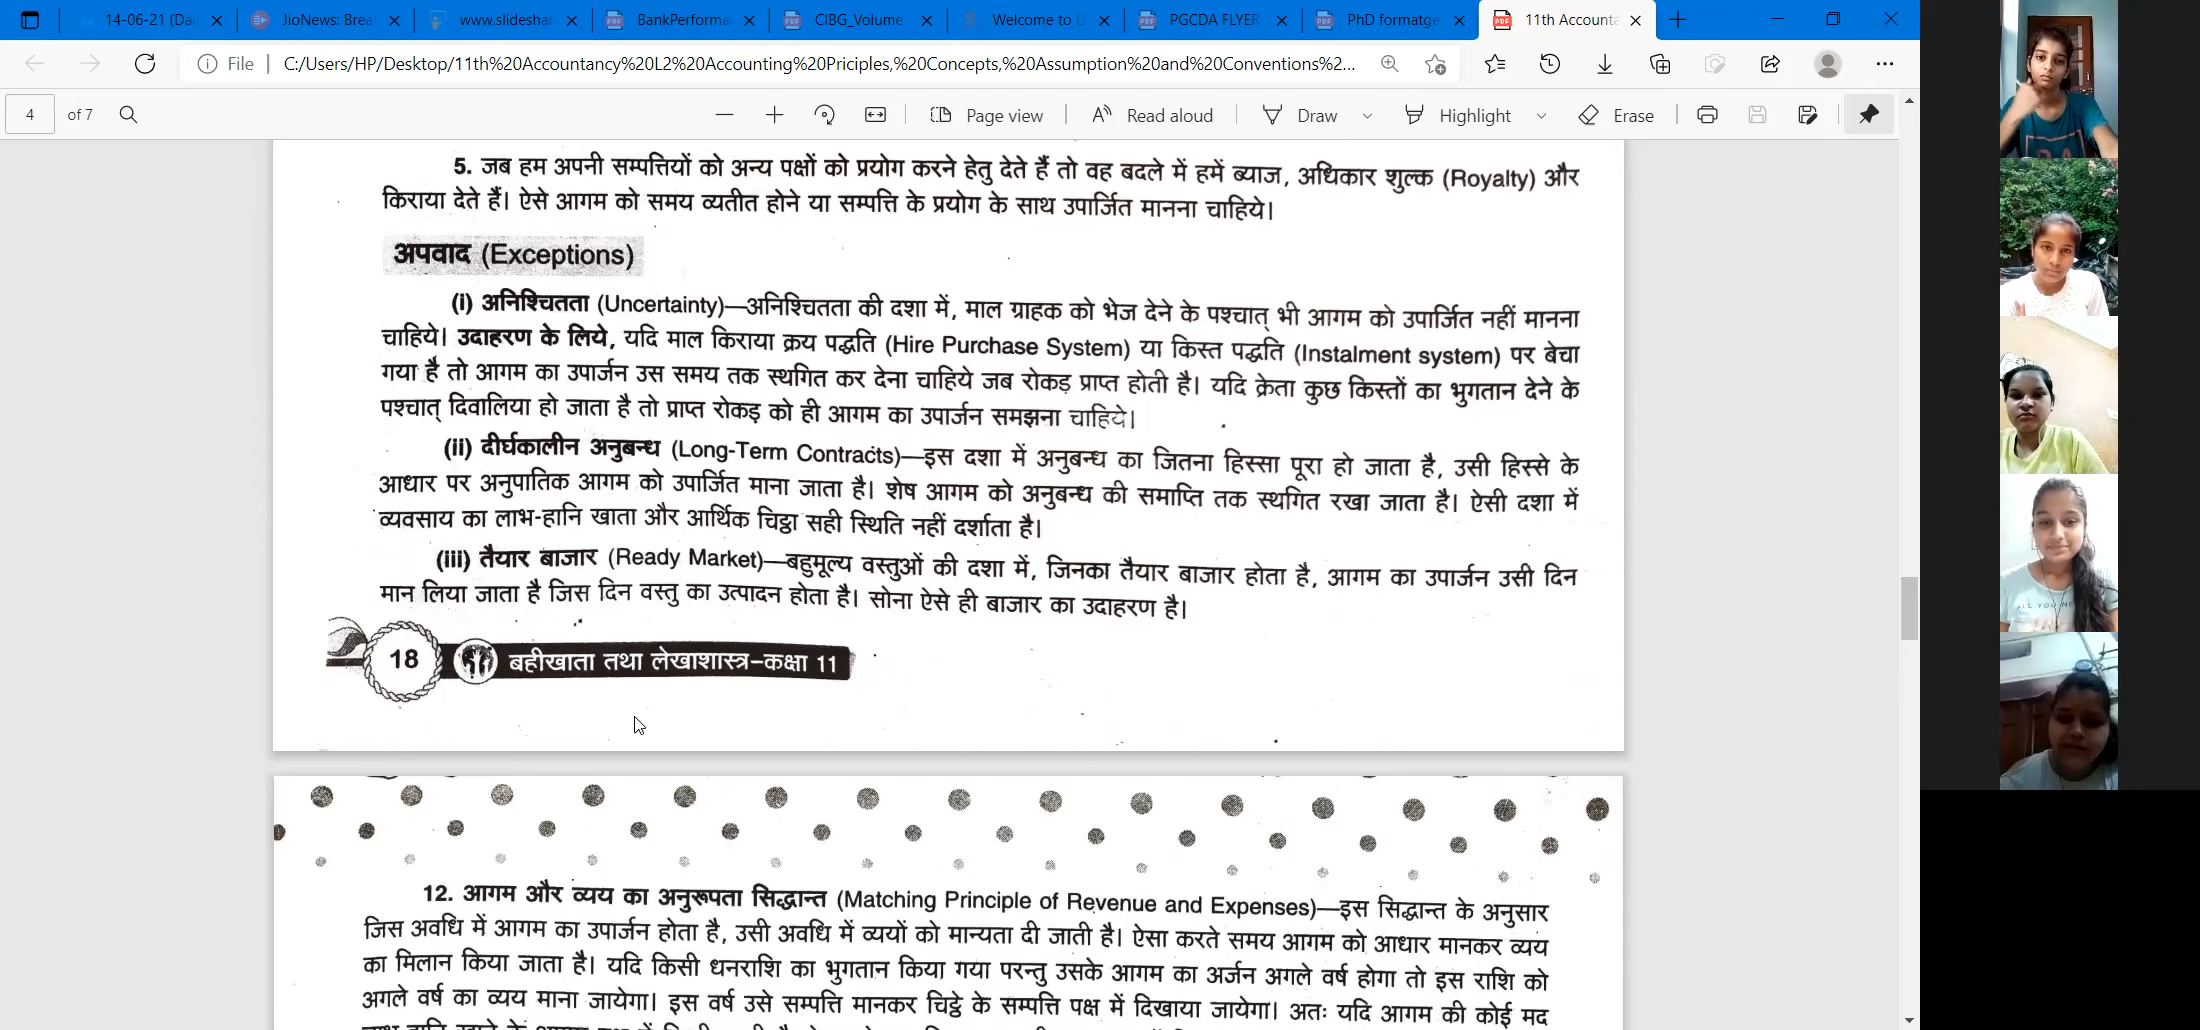 14-06-21 (Dai
JioNews: Brea
www.slidesha
BankPerforma
CIBG_Volume
Welcome to U
PGCDA FLYER
PhD formatge
11th Accounta
File
C:/Users/HP/Desktop/11th%20Accountancy%20L2%20Accounting%20Priciples,%20Concepts,%20Assumption%20and%20Conventions%2...
4 of 7
Page view
Read aloud
Draw
Highlight
Erase
5. जब हम अपनी सम्पत्तियों को अन्य पक्षों को प्रयोग करने हेतु देते हैं तो वह बदले में हमें ब्याज, अधिकार शुल्क (Royalty) और
किराया देते हैं। ऐसे आगम को समय व्यतीत होने या सम्पत्ति के प्रयोग के साथ उपार्जित मानना चाहिये।
अपवाद (Exceptions)
(i) अनिश्चितता (Uncertainty)—अनिश्चितता की दशा में, माल ग्राहक को भेज देने के पश्चात् भी आगम को उपार्जित नहीं मानना
चाहिये। उदाहरण के लिये, यदि माल किराया क्रय पद्धति (Hire Purchase System) या किस्त पद्धति (Instalment system) पर बेचा
गया है तो आगम का उपार्जन उस समय तक स्थगित कर देना चाहिये जब रोकड़ प्राप्त होती है। यदि क्रेता कुछ किस्तों का भुगतान देने के
पश्चात् दिवालिया हो जाता है तो प्राप्त रोकड़ को ही आगम का उपार्जन समझना चाहिये।
(ii) दीर्घकालीन अनुबन्ध (Long-Term Contracts)—इस दशा में अनुबन्ध का जितना हिस्सा पूरा हो जाता है, उसी हिस्से के
आधार पर अनुपातिक आगम को उपार्जित माना जाता है। शेष आगम को अनुबन्ध की समाप्ति तक स्थगित रखा जाता है। ऐसी दशा में
व्यवसाय का लाभ-हानि खाता और आर्थिक चिट्ठा सही स्थिति नहीं दर्शाता है।
(iii) तैयार बाजार (Ready Market)—बहुमूल्य वस्तुओं की दशा में, जिनका तैयार बाजार होता है, आगम का उपार्जन उसी दिन
मान लिया जाता है जिस दिन वस्तु का उत्पादन होता है। सोना ऐसे ही बाजार का उदाहरण है।
18 बहीखाता तथा लेखाशास्त्र–कक्षा 11
12. आगम और व्यय का अनुरूपता सिद्धान्त (Matching Principle of Revenue and Expenses)—इस सिद्धान्त के अनुसार
जिस अवधि में आगम का उपार्जन होता है, उसी अवधि में व्ययों को मान्यता दी जाती है। ऐसा करते समय आगम को आधार मानकर व्यय
का मिलान किया जाता है। यदि किसी धनराशि का भुगतान किया गया परन्तु उसके आगम का अर्जन अगले वर्ष होगा तो इस राशि को
अगले वर्ष का व्यय माना जायेगा। इस वर्ष उसे सम्पत्ति मानकर चिट्ठे के सम्पत्ति पक्ष में दिखाया जायेगा। अतः यदि आगम की कोई मद